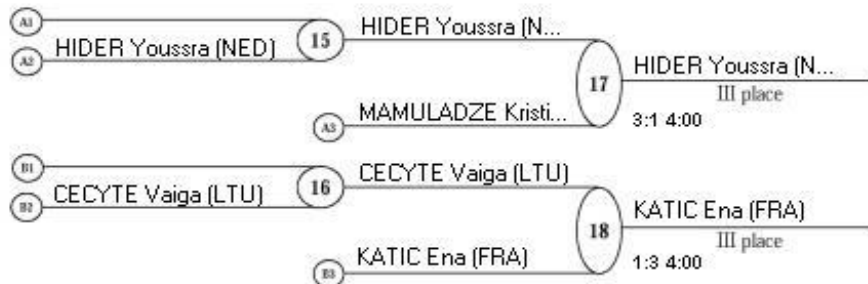 A1
HIDER Youssra (N...
A2
HIDER Youssra (NED)
15
HIDER Youssra (N...
17
III place
MAMULADZE Kristi...
A3
3:1 4:00
B1
CECYTE Vaiga (LTU)
16
B2
CECYTE Vaiga (LTU)
KATIC Ena (FRA)
18
III place
KATIC Ena (FRA)
B3
1:3 4:00